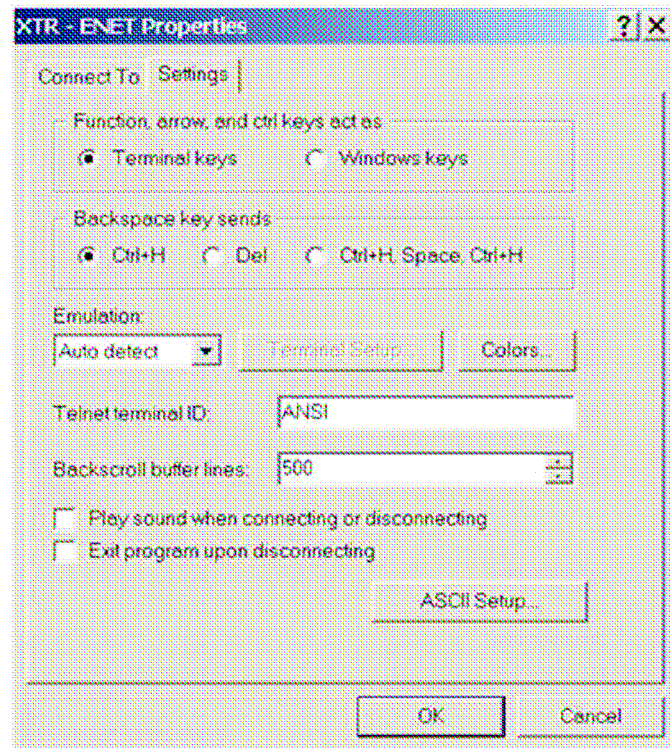 XTR - ENET Properties
Connect To Settings
Function, arrow, and ctrl keys act as
Terminal keys Windows keys
Backspace key sends
Ctrl+H Del Ctrl+H, Space, Ctrl+H
Emulation:
Auto detect Terminal Setup... Colors...
Telnet terminal ID: ANSI
Backscroll buffer lines: 500
Play sound when connecting or disconnecting
Exit program upon disconnecting
ASCII Setup...
OK Cancel